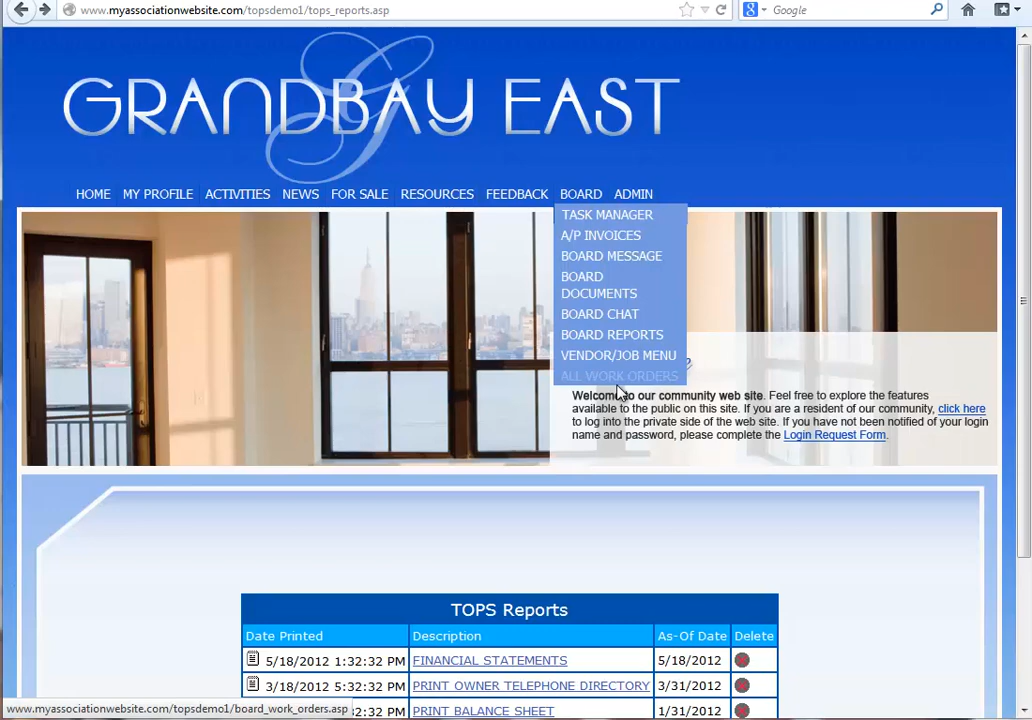 www.myassociationwebsite.com/topsdemo1/tops_reports.asp
Google
GRANDBAY EAST
G
HOME MY PROFILE ACTIVITIES NEWS FOR SALE RESOURCES FEEDBACK BOARD ADMIN
TASK MANAGER
A/P INVOICES
BOARD MESSAGE
BOARD
DOCUMENTS
BOARD CHAT
BOARD REPORTS
VENDOR/JOB MENU
ALL WORK ORDERS
Welcome to our community web site. Feel free to explore the features
available to the public on this site. If you are a resident of our community, click here
to log into the private side of the web site. If you have not been notified of your login
name and password, please complete the Login Request Form.
TOPS Reports
Date Printed Description As-Of Date Delete
5/18/2012 1:32:32 PM FINANCIAL STATEMENTS 5/18/2012
3/18/2012 5:32:32 PM PRINT OWNER TELEPHONE DIRECTORY 3/31/2012
:32:32 PM PRINT BALANCE SHEET 1/31/2012
www.myassociationwebsite.com/topsdemo1/board_work_orders.asp